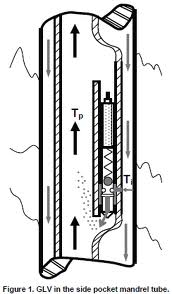 Tp
Ti
Figure 1. GLV in the side pocket mandrel tube.